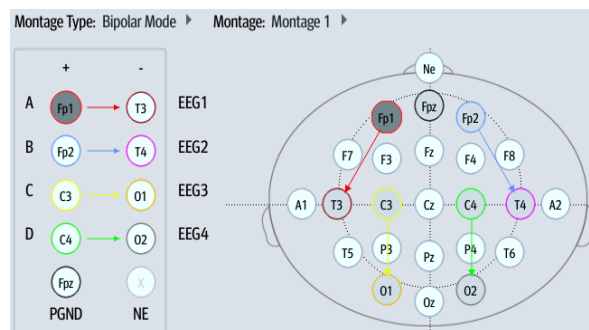 Montage Type: Bipolar Mode Montage: Montage 1
+ -
A Fp1 T3 EEG1
B Fp2 T4 EEG2
C C3 O1 EEG3
D C4 O2 EEG4
Fpz X
PGND NE
Ne
Fp1 Fpz Fp2
F7 F3 Fz F4 F8
A1 T3 C3 Cz C4 T4 A2
T5 P3 Pz P4 T6
O1 Oz O2